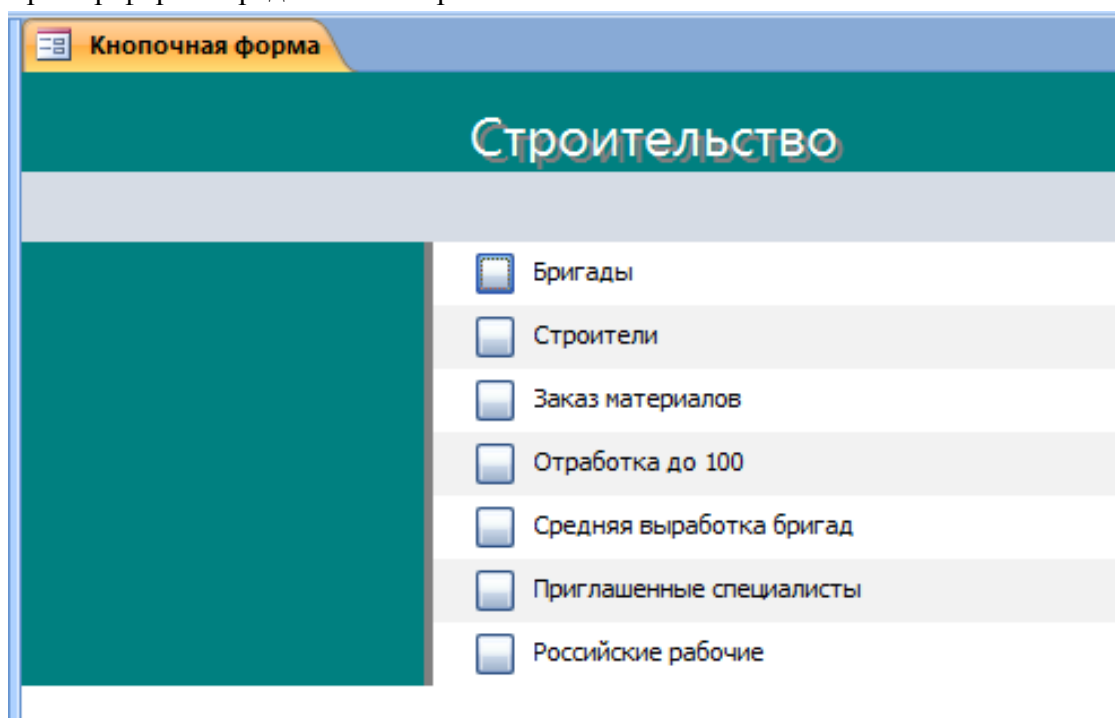 Кнопочная форма
Строительство
Бригады
Строители
Заказ материалов
Отработка до 100
Средняя выработка бригад
Приглашенные специалисты
Российские рабочие